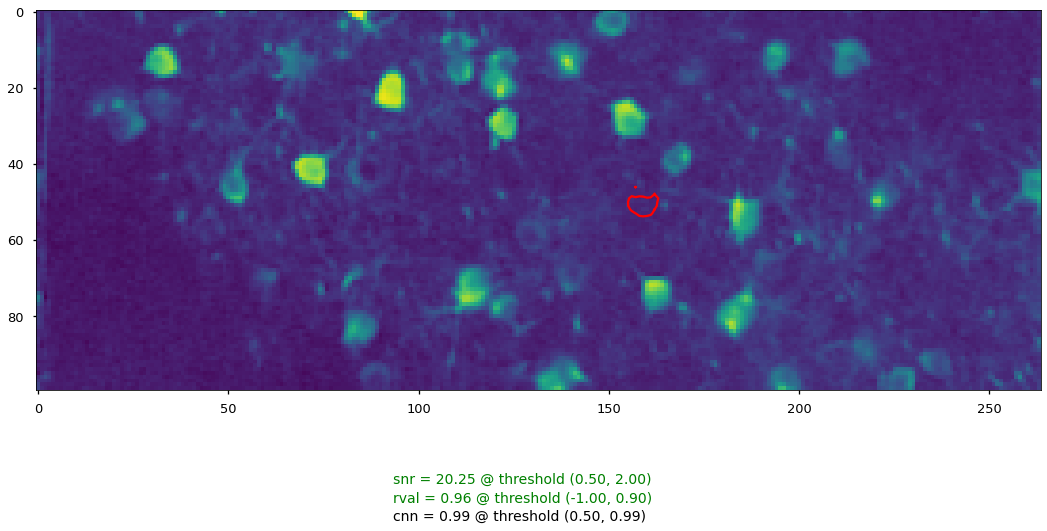 0
20
40
60
80
0 50 100 150 200 250
snr = 20.25 @ threshold (0.50, 2.00)
rval = 0.96 @ threshold (-1.00, 0.90)
cnn = 0.99 @ threshold (0.50, 0.99)